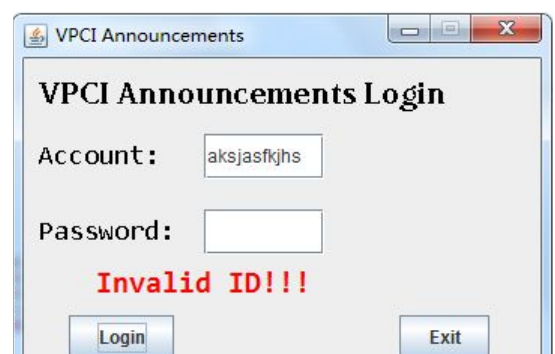 VPCI Announcements
VPCI Announcements Login
Account: aksjasfkjhs
Password:
Invalid ID!!!
Login Exit